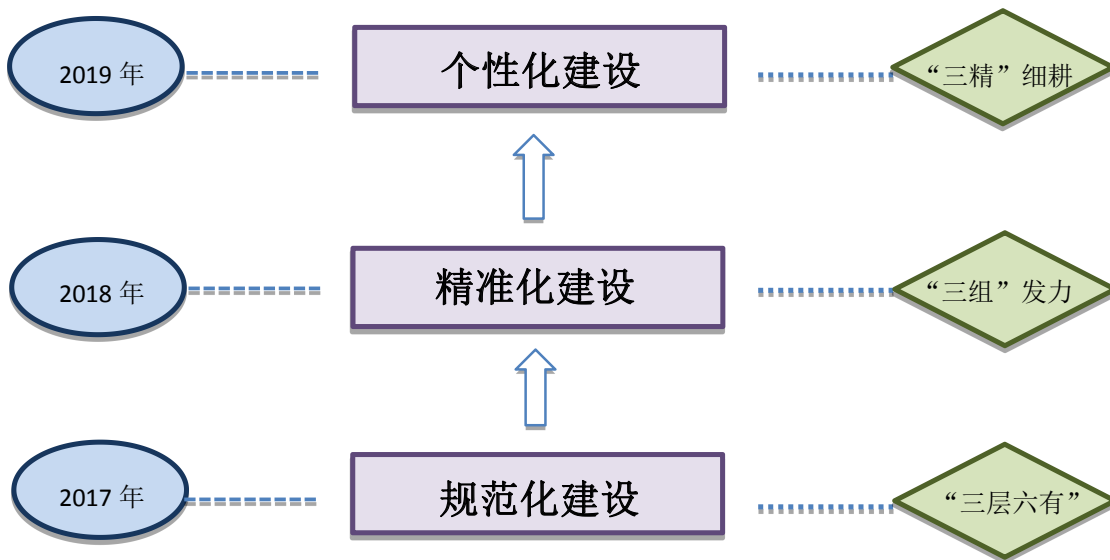 2019 年
个性化建设
“三精”细耕
2018 年
精准化建设
“三组”发力
2017 年
规范化建设
“三层六有”